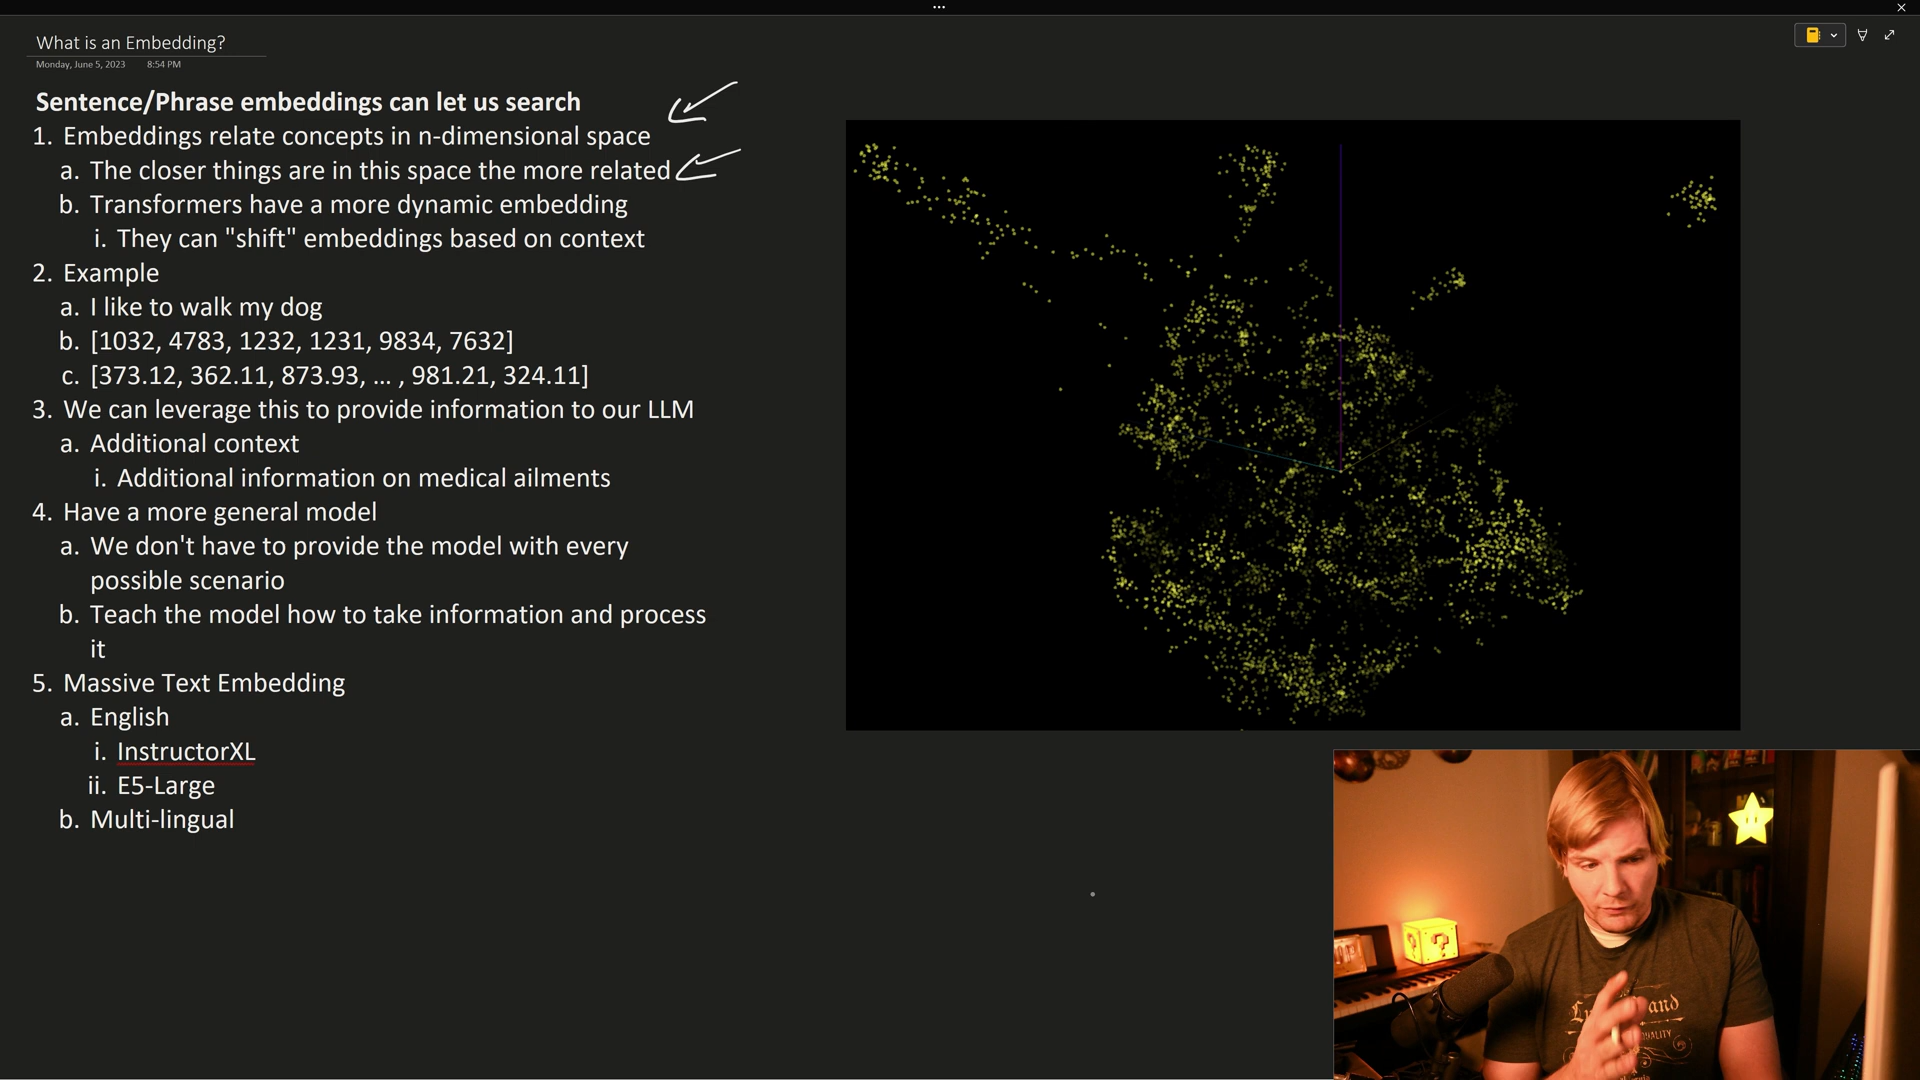 What is an Embedding?
Monday, June 5, 2023 8:54 PM
Sentence/Phrase embeddings can let us search
1. Embeddings relate concepts in n-dimensional space
a. The closer things are in this space the more related
b. Transformers have a more dynamic embedding
i. They can "shift" embeddings based on context
2. Example
a. I like to walk my dog
b. [1032, 4783, 1232, 1231, 9834, 7632]
c. [373.12, 362.11, 873.93, ... , 981.21, 324.11]
3. We can leverage this to provide information to our LLM
a. Additional context
i. Additional information on medical ailments
4. Have a more general model
a. We don't have to provide the model with every
possible scenario
b. Teach the model how to take information and process
it
5. Massive Text Embedding
a. English
i. InstructorXL
ii. E5-Large
b. Multi-lingual
?